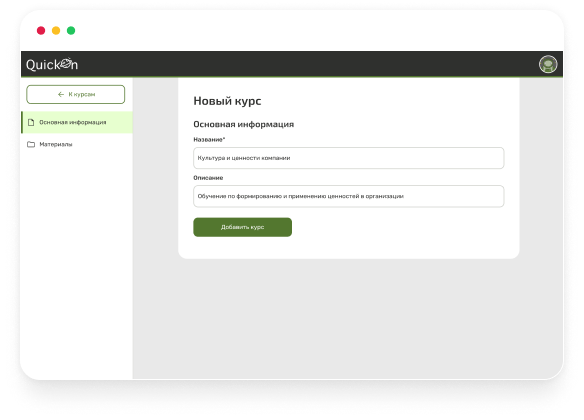 QuickOn
← К курсам
Основная информация
Материалы
Новый курс
Основная информация
Название*
Культура и ценности компании
Описание
Обучение по формированию и применению ценностей в организации
Добавить курс